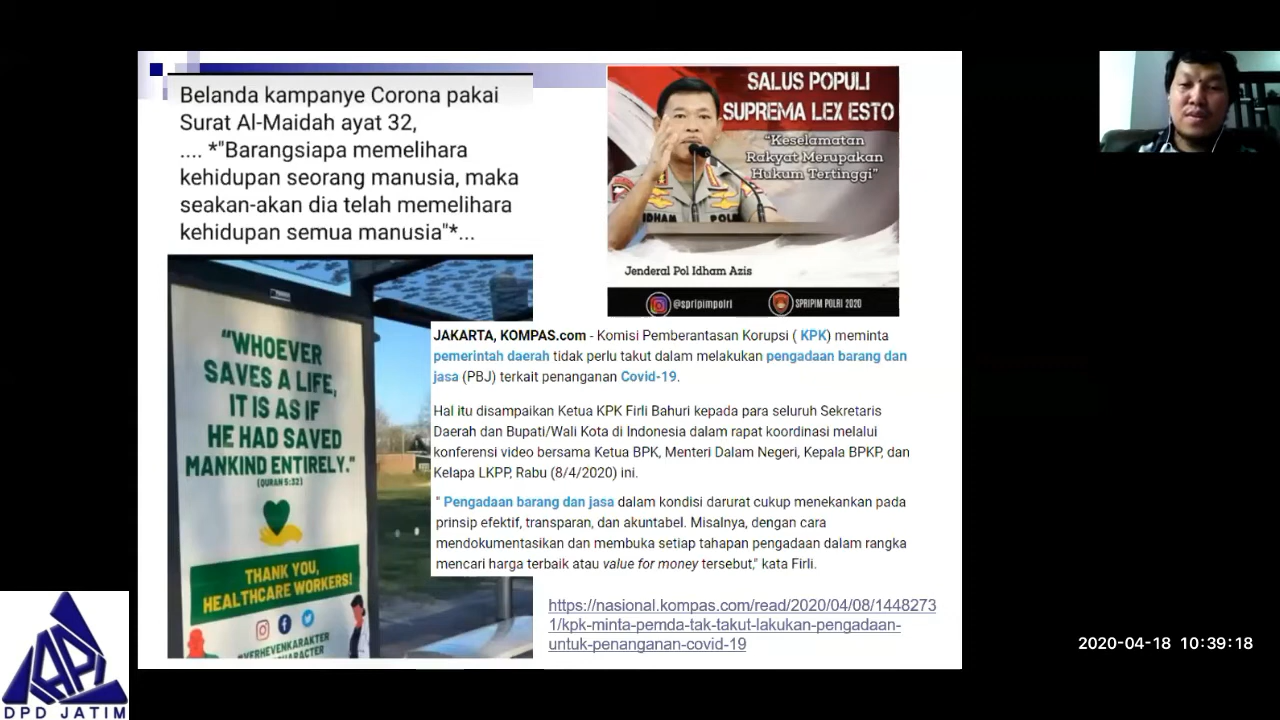 Belanda kampanye Corona pakai
Surat Al-Maidah ayat 32,
.... *"Barangsiapa memelihara
kehidupan seorang manusia, maka
seakan-akan dia telah memelihara
kehidupan semua manusia"*...
"WHOEVER
SAVES A LIFE,
IT IS AS IF
HE HAD SAVED
MANKIND ENTIRELY."
(QURAN 5:32)
THANK YOU,
HEALTHCARE WORKERS!
SALUS POPULI
SUPREMA LEX ESTO
"Keselamatan
Rakyat Merupakan
Hukum Tertinggi"
IDHAM
Jenderal Pol Idham Azis
@spripimpolri
SPRIPIM POLRI 2020
JAKARTA, KOMPAS.com - Komisi Pemberantasan Korupsi ( KPK) meminta
pemerintah daerah tidak perlu takut dalam melakukan pengadaan barang dan
jasa (PBJ) terkait penanganan Covid-19.
Hal itu disampaikan Ketua KPK Firli Bahuri kepada para seluruh Sekretaris
Daerah dan Bupati/Wali Kota di Indonesia dalam rapat koordinasi melalui
konferensi video bersama Ketua BPK, Menteri Dalam Negeri, Kepala BPKP, dan
Kelapa LKPP, Rabu (8/4/2020) ini.
" Pengadaan barang dan jasa dalam kondisi darurat cukup menekankan pada
prinsip efektif, transparan, dan akuntabel. Misalnya, dengan cara
mendokumentasikan dan membuka setiap tahapan pengadaan dalam rangka
mencari harga terbaik atau value for money tersebut," kata Firli.
https://nasional.kompas.com/read/2020/04/08/1448273
1/kpk-minta-pemda-tak-takut-lakukan-pengadaan-
untuk-penanganan-covid-19
2020-04-18 10:39:18
IAPI
DPD JATIM